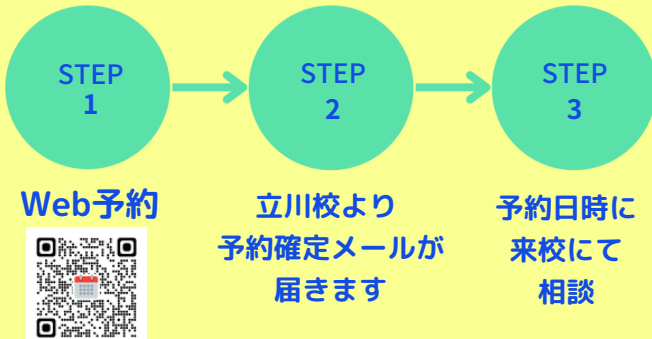 STEP
1
STEP
2
STEP
3
Web予約
立川校より
予約確定メールが
届きます
予約日時に
来校にて
相談